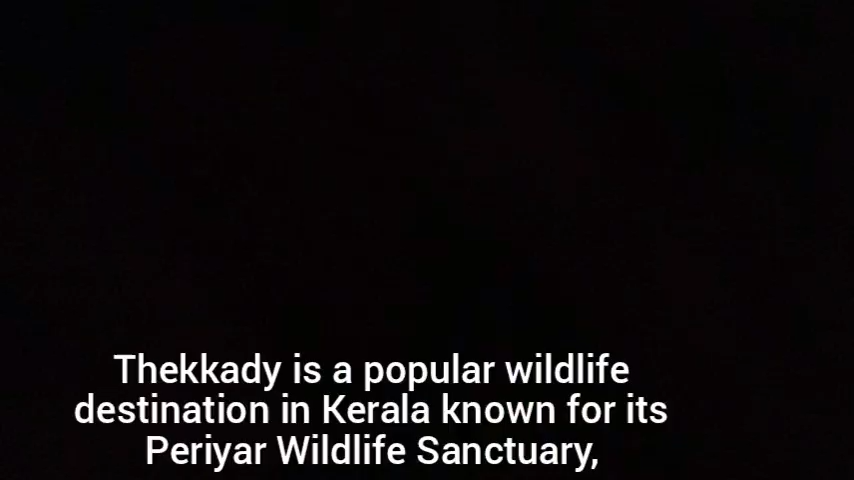 Thekkady is a popular wildlife
destination in Kerala known for its
Periyar Wildlife Sanctuary,